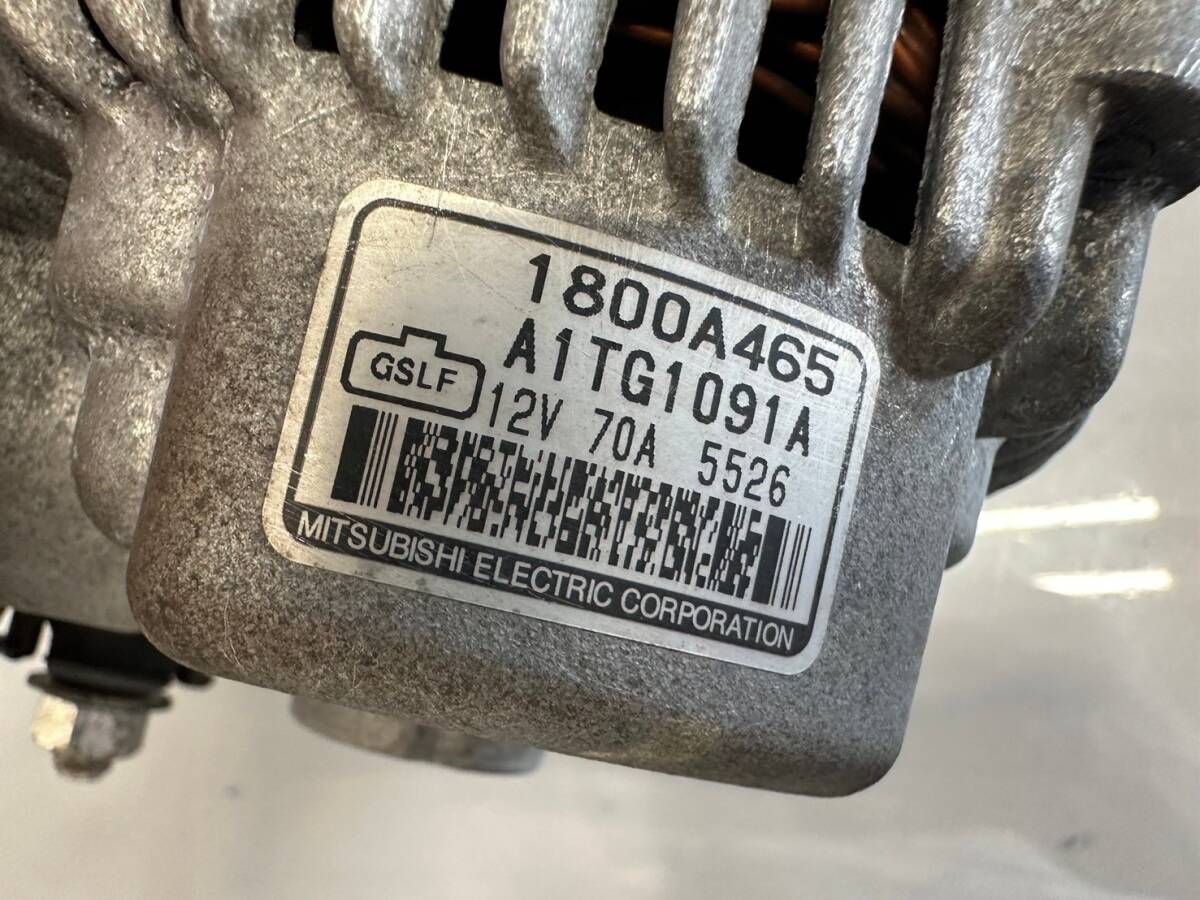 1800A465
A1TG1091A
GSLF
12V 70A 5526
MITSUBISHI ELECTRIC CORPORATION